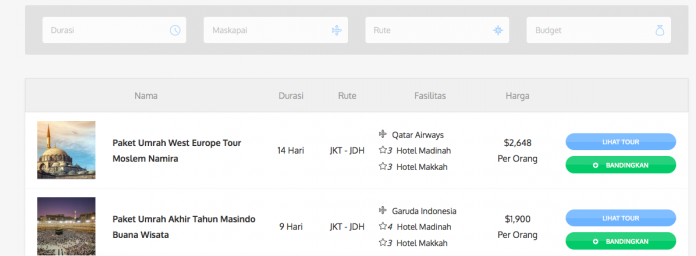 Durasi
Maskapai
Rute
Budget
Nama Durasi Rute Fasilitas Harga
Paket Umrah West Europe Tour
Moslem Namira
14 Hari
JKT - JDH
Qatar Airways
3 Hotel Madinah
3 Hotel Makkah
$2,648
Per Orang
LIHAT TOUR
BANDINGKAN
Paket Umrah Akhir Tahun Masindo
Buana Wisata
9 Hari
JKT - JDH
Garuda Indonesia
4 Hotel Madinah
3 Hotel Makkah
$1,900
Per Orang
LIHAT TOUR
BANDINGKAN